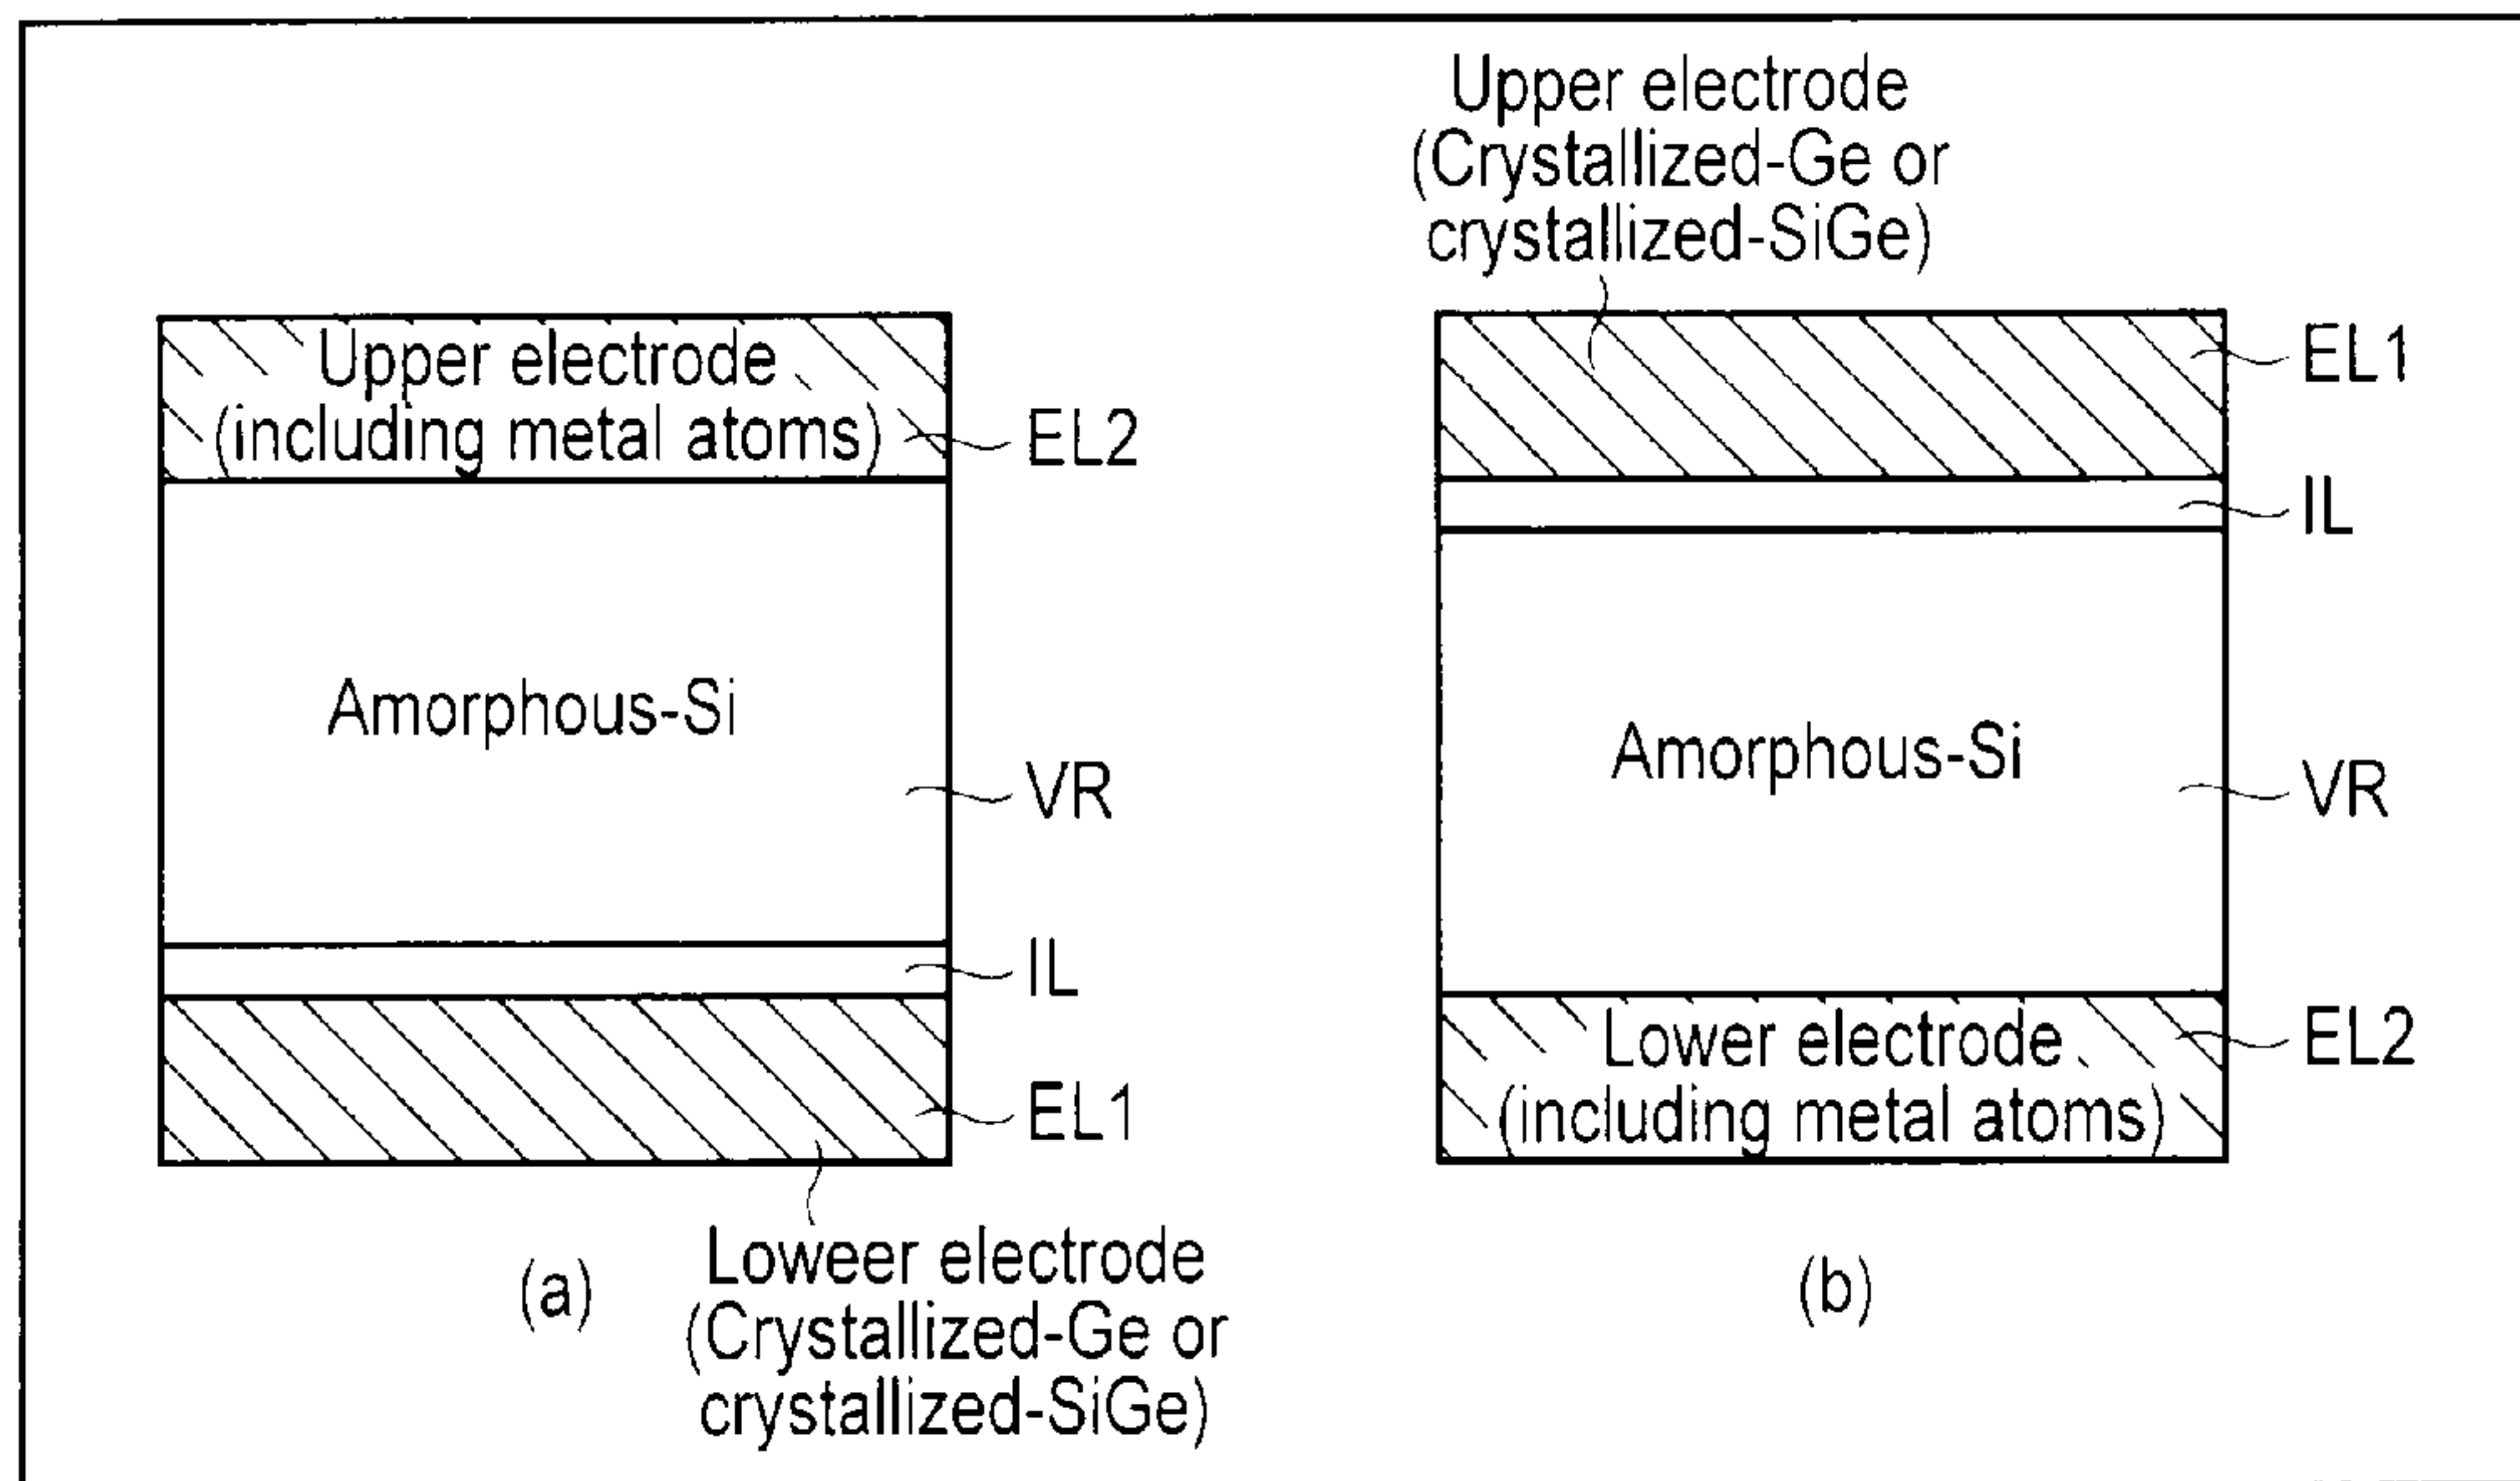 Upper electrode
(including metal atoms)
EL2
Amorphous-Si
VR
IL
EL1
Loweer electrode
(Crystallized-Ge or
crystallized-SiGe)
(a)
Upper electrode
(Crystallized-Ge or
crystallized-SiGe)
EL1
IL
Amorphous-Si
VR
Lower electrode
(including metal atoms)
EL2
(b)